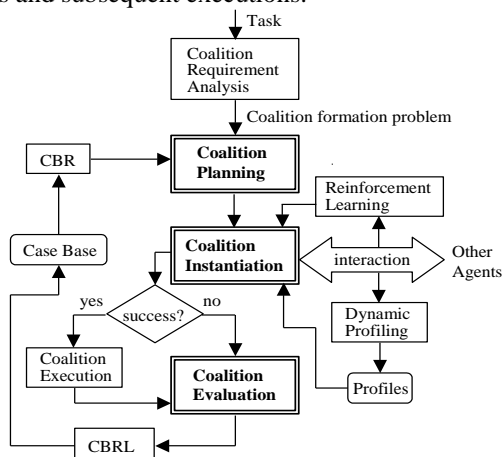 s and subsequent executions.
Task
Coalition
Requirement
Analysis
Coalition formation problem
CBR
Coalition
Planning
Reinforcement
Learning
Case Base
Coalition
Instantiation
interaction
Other
Agents
yes
success?
no
Dynamic
Profiling
Coalition
Execution
Coalition
Evaluation
Profiles
CBRL